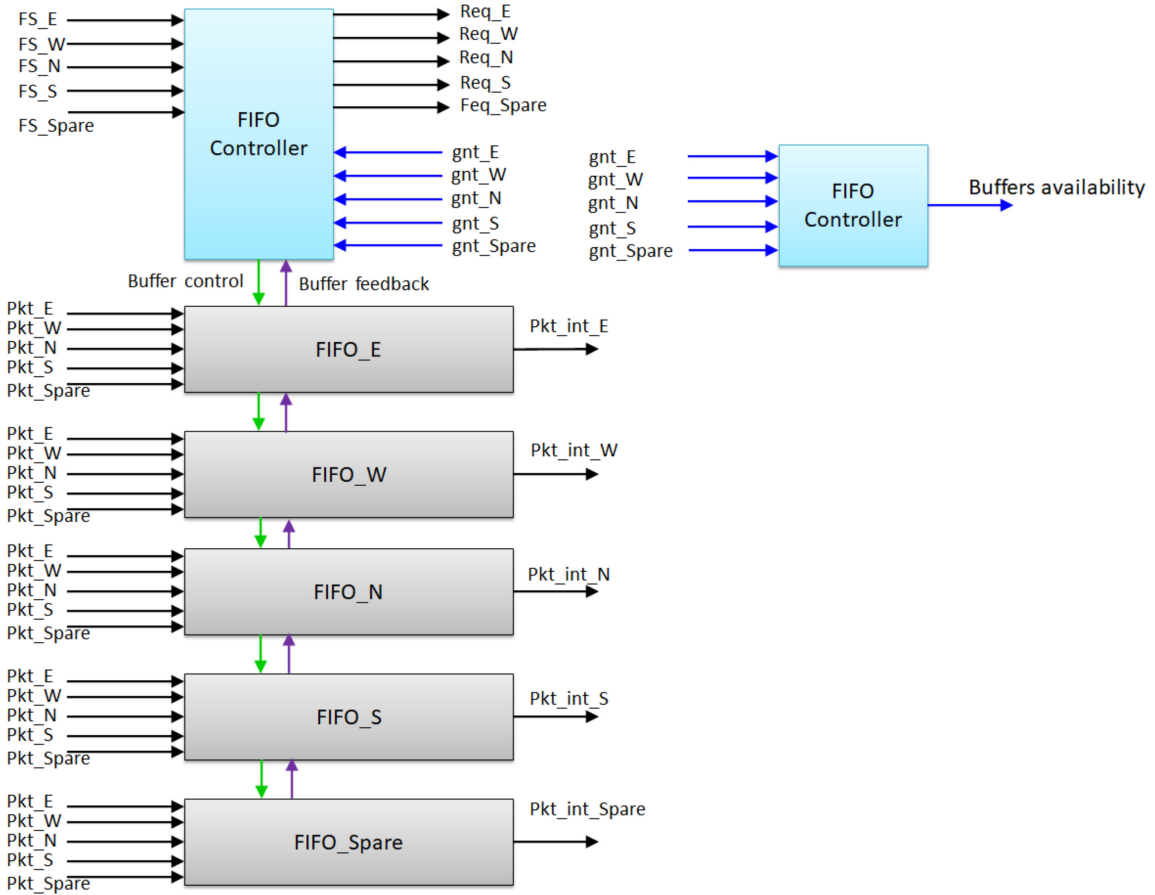 FS_E
FS_W
FS_N
FS_S
FS_Spare
FIFO
Controller
Req_E
Req_W
Req_N
Req_S
Feq_Spare
gnt_E
gnt_W
gnt_N
gnt_S
gnt_Spare
gnt_E
gnt_W
gnt_N
gnt_S
gnt_Spare
FIFO
Controller
Buffers availability
Buffer control
Buffer feedback
Pkt_E
Pkt_W
Pkt_N
Pkt_S
Pkt_Spare
FIFO_E
Pkt_int_E
Pkt_E
Pkt_W
Pkt_N
Pkt_S
Pkt_Spare
FIFO_W
Pkt_int_W
Pkt_E
Pkt_W
Pkt_N
Pkt_S
Pkt_Spare
FIFO_N
Pkt_int_N
Pkt_E
Pkt_W
Pkt_N
Pkt_S
Pkt_Spare
FIFO_S
Pkt_int_S
Pkt_E
Pkt_W
Pkt_N
Pkt_S
Pkt_Spare
FIFO_Spare
Pkt_int_Spare